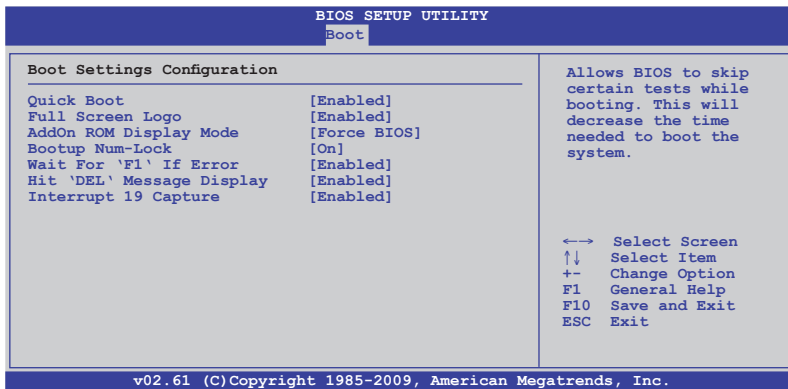 BIOS SETUP UTILITY
Boot
Boot Settings Configuration
Quick Boot [Enabled]
Full Screen Logo [Enabled]
AddOn ROM Display Mode [Force BIOS]
Bootup Num-Lock [On]
Wait For ‘F1‘ If Error [Enabled]
Hit ‘DEL‘ Message Display [Enabled]
Interrupt 19 Capture [Enabled]
Allows BIOS to skip
certain tests while
booting. This will
decrease the time
needed to boot the
system.
←→ Select Screen
↑↓ Select Item
+- Change Option
F1 General Help
F10 Save and Exit
ESC Exit
v02.61 (C)Copyright 1985-2009, American Megatrends, Inc.